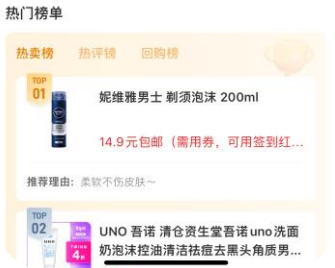 热门榜单
热卖榜 热评榜 回购榜
TOP
01
妮维雅男士 剃须泡沫 200ml
14.9元包邮（需用券，可用签到红...
推荐理由：柔软不伤皮肤~
TOP
02
UNO 吾诺 清仓资生堂吾诺uno洗面
奶泡沫控油清洁祛痘去黑头角质男...